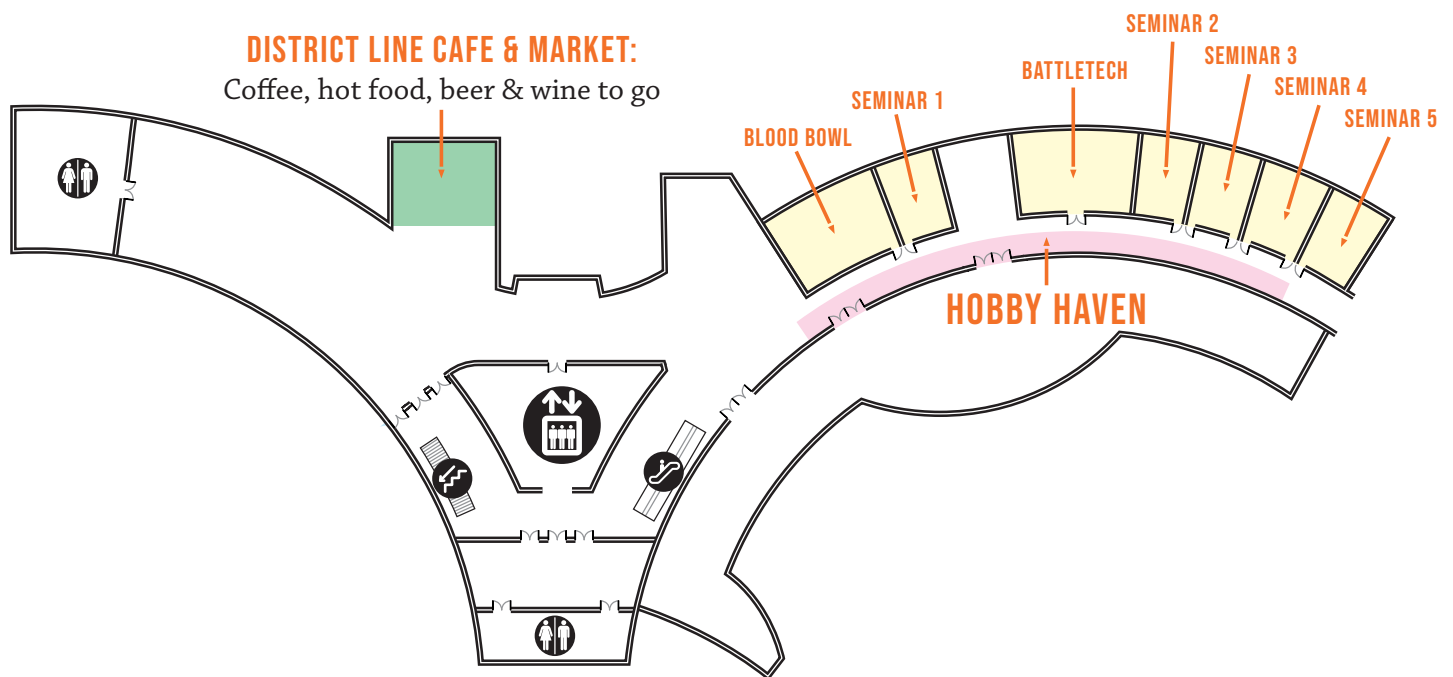 DISTRICT LINE CAFE & MARKET:
Coffee, hot food, beer & wine to go
BLOOD BOWL
SEMINAR 1
BATTLETECH
SEMINAR 2
SEMINAR 3
SEMINAR 4
SEMINAR 5
HOBBY HAVEN